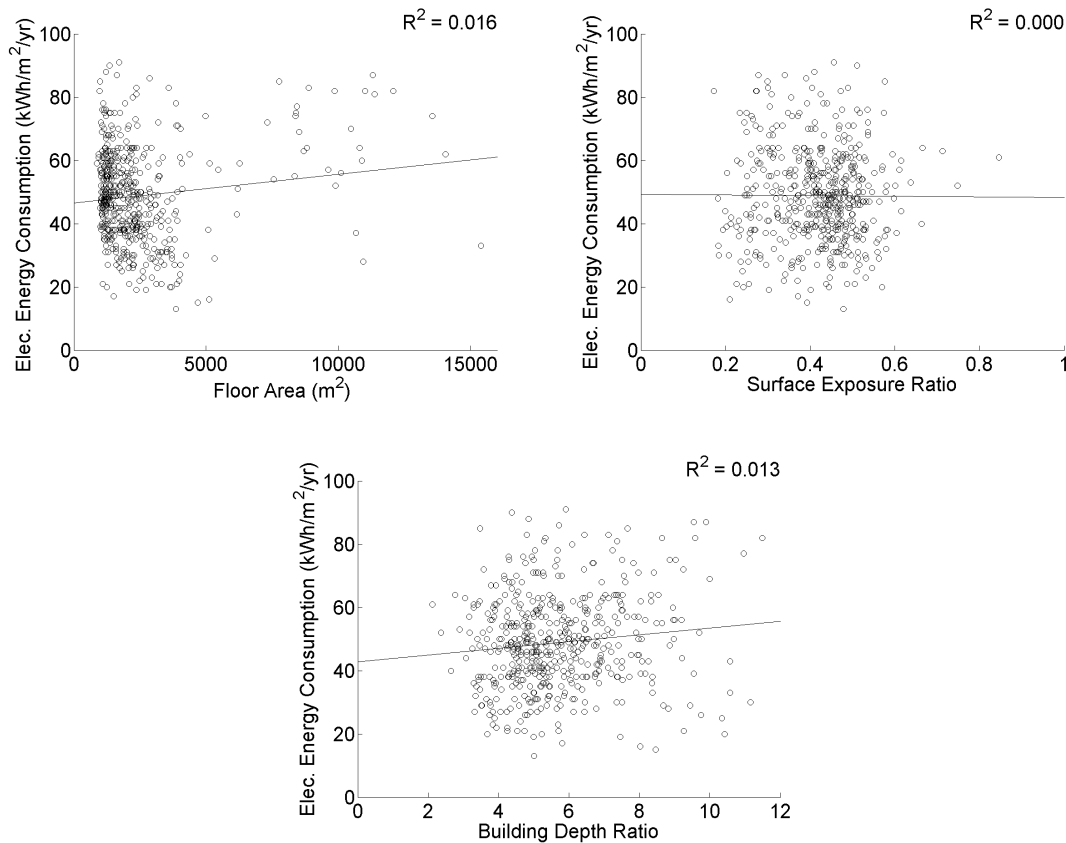 R² = 0.016
Elec. Energy Consumption (kWh/m²/yr)
100
80
60
40
20
0
0 5000 10000 15000
Floor Area (m²)
R² = 0.000
Elec. Energy Consumption (kWh/m²/yr)
100
80
60
40
20
0
0 0.2 0.4 0.6 0.8 1
Surface Exposure Ratio
R² = 0.013
Elec. Energy Consumption (kWh/m²/yr)
100
80
60
40
20
0
0 2 4 6 8 10 12
Building Depth Ratio